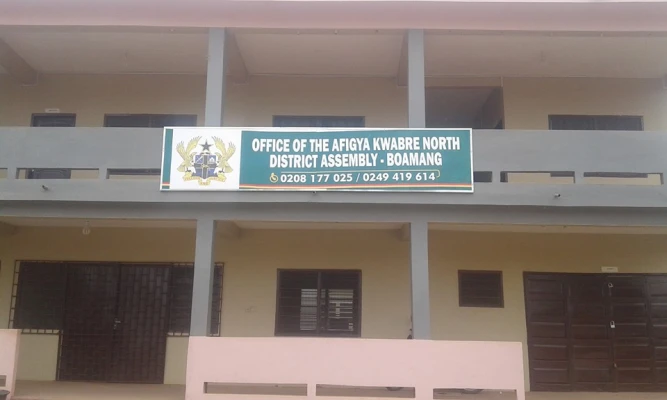 OFFICE OF THE AFIGYA KWABRE NORTH
DISTRICT ASSEMBLY - BOAMANG
0208 177 025 / 0249 419 614